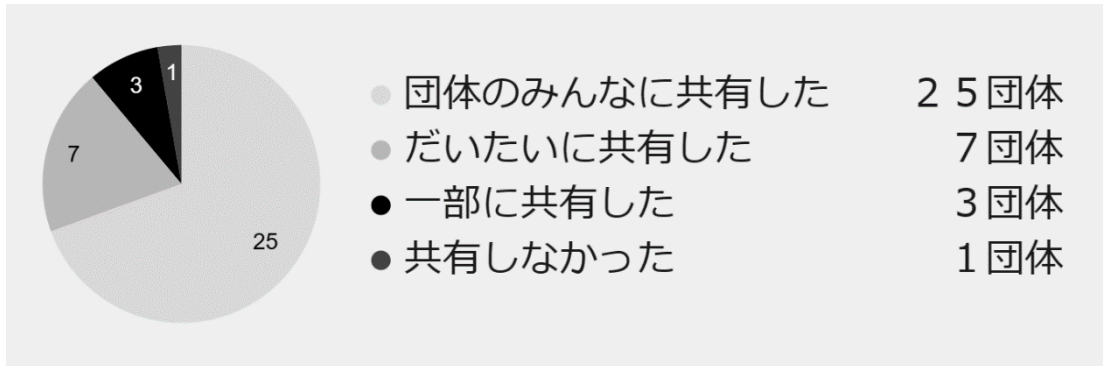 3
1
7
25
団体のみんなに共有した　　２５団体
だいたいに共有した　　７団体
一部に共有した　　３団体
共有しなかった　　１団体